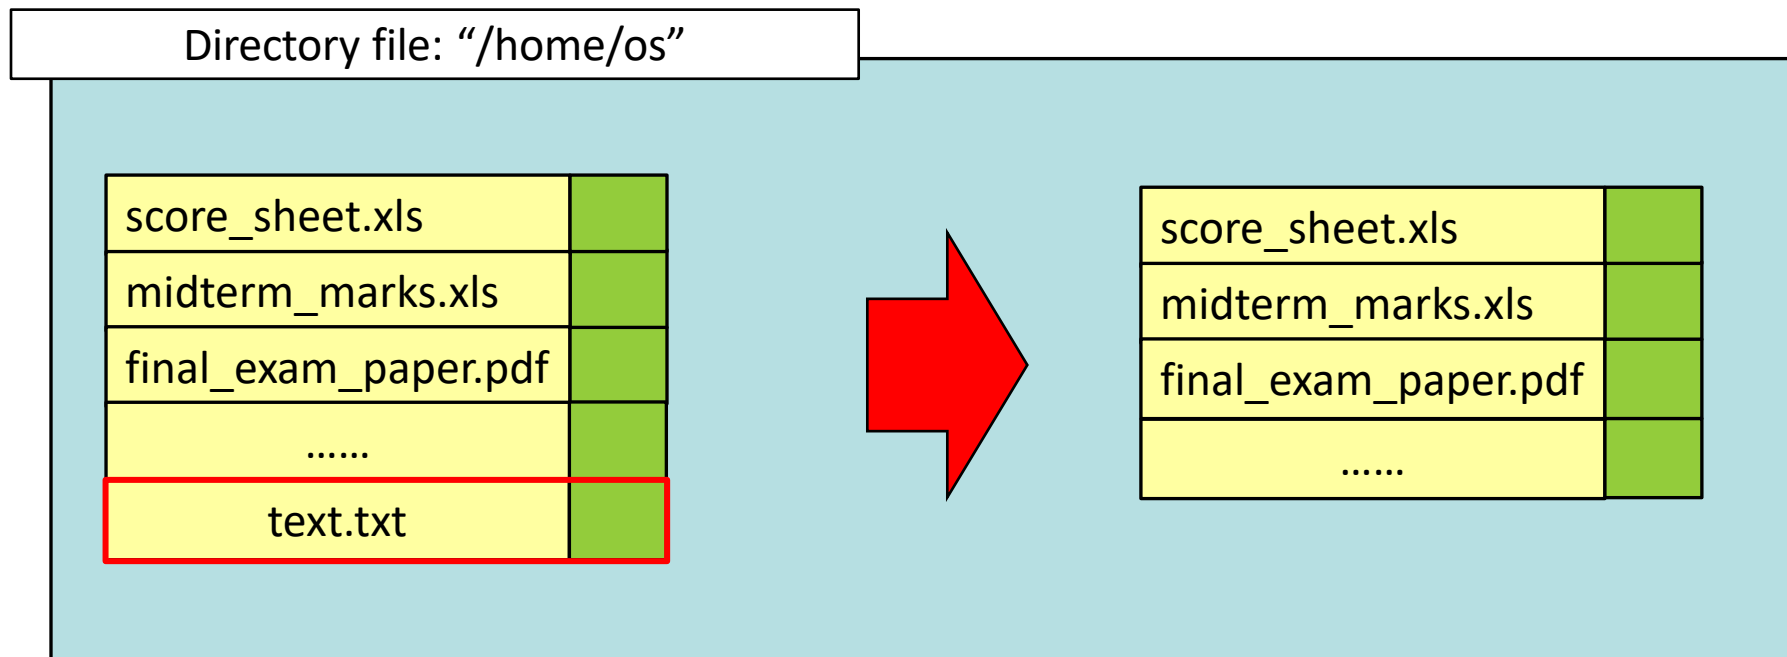 Directory file: “/home/os”
score_sheet.xls
midterm_marks.xls
final_exam_paper.pdf
......
text.txt
score_sheet.xls
midterm_marks.xls
final_exam_paper.pdf
......